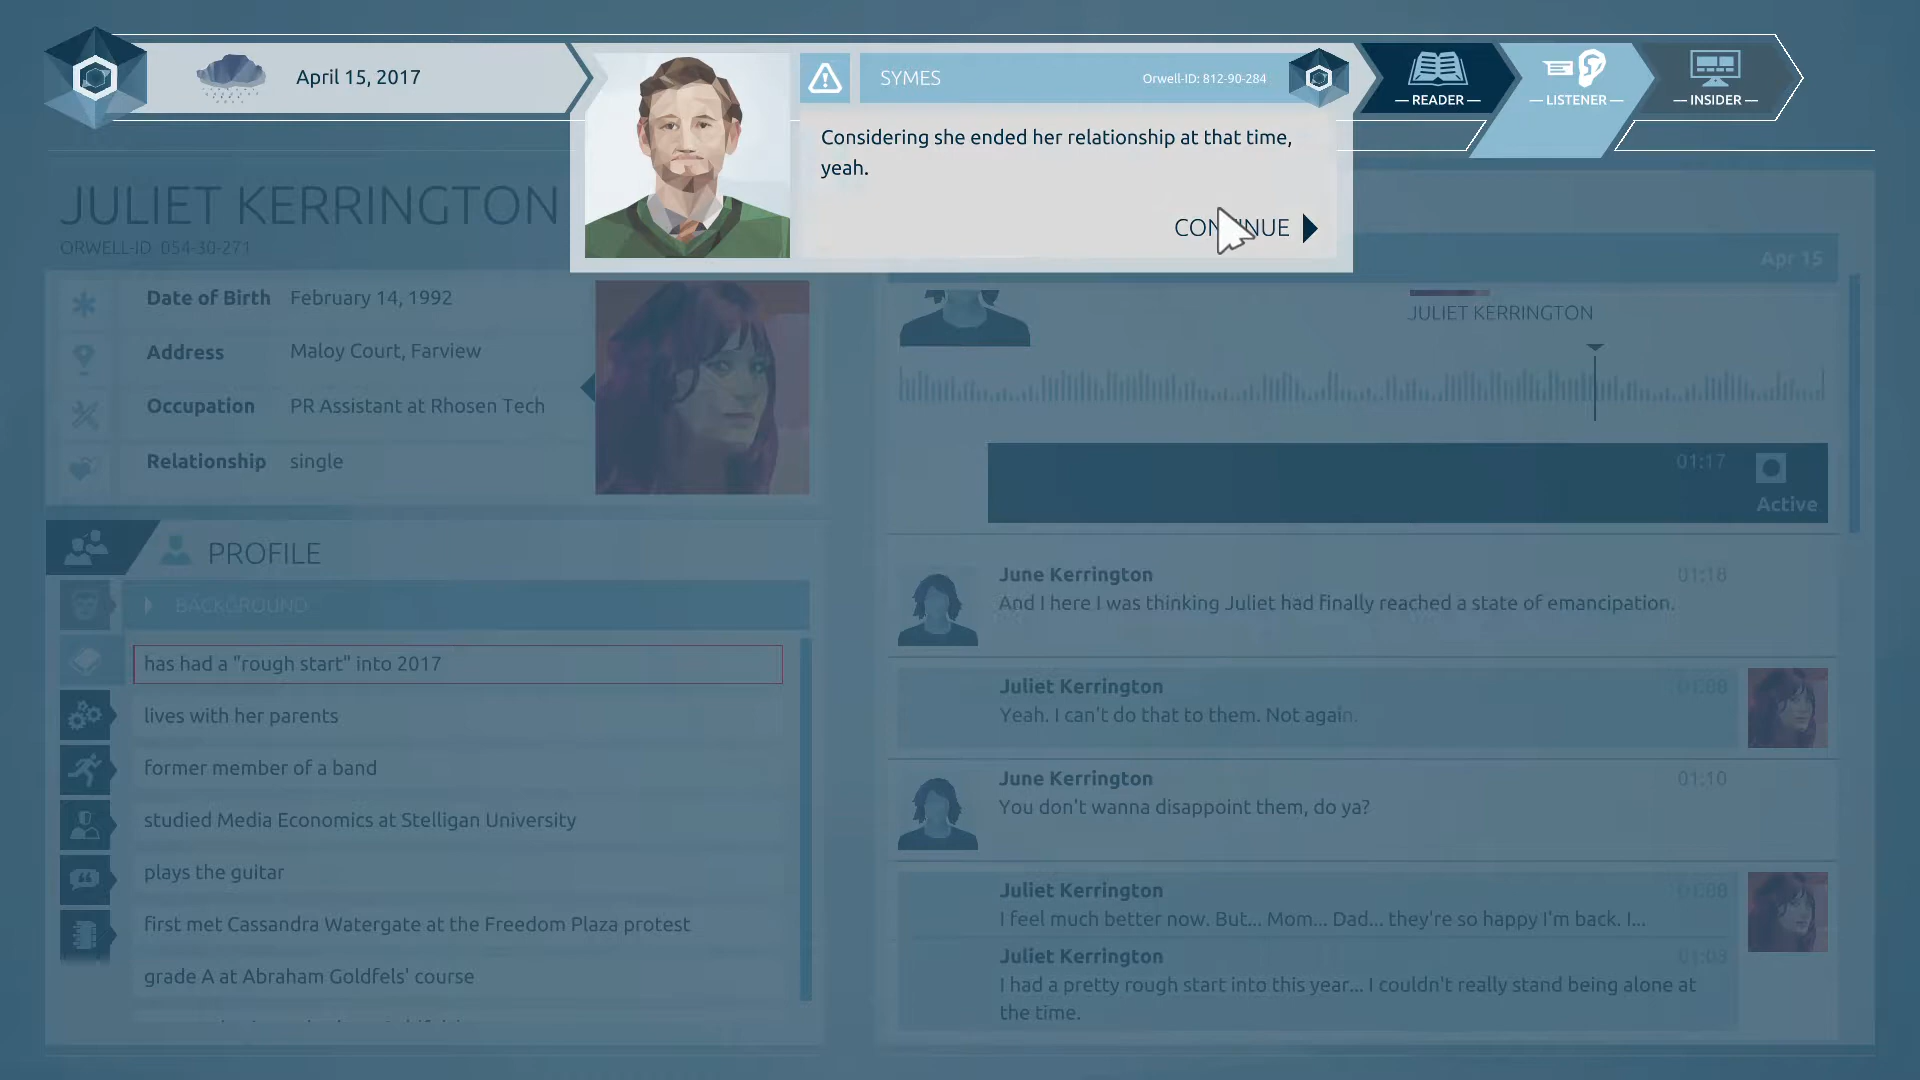 April 15, 2017
SYMES
Orwell-ID: 812-90-284
Considering she ended her relationship at that time,
yeah.
CONTINUE
READER
LISTENER
INSIDER
JULIET KERRINGTON
ORWELL-ID 054-30-271
Date of Birth February 14, 1992
Address Maloy Court, Farview
Occupation PR Assistant at Rhosen Tech
Relationship single
PROFILE
BACKGROUND
has had a "rough start" into 2017
lives with her parents
former member of a band
studied Media Economics at Stelligan University
plays the guitar
first met Cassandra Watergate at the Freedom Plaza protest
grade A at Abraham Goldfels' course
Apr 15
JULIET KERRINGTON
01:17
Active
June Kerrington 01:18
And I here I was thinking Juliet had finally reached a state of emancipation.
Juliet Kerrington
Yeah. I can't do that to them. Not again.
June Kerrington 01:10
You don't wanna disappoint them, do ya?
Juliet Kerrington
I feel much better now. But... Mom... Dad... they're so happy I'm back. I...
Juliet Kerrington 01:03
I had a pretty rough start into this year... I couldn't really stand being alone at
the time.